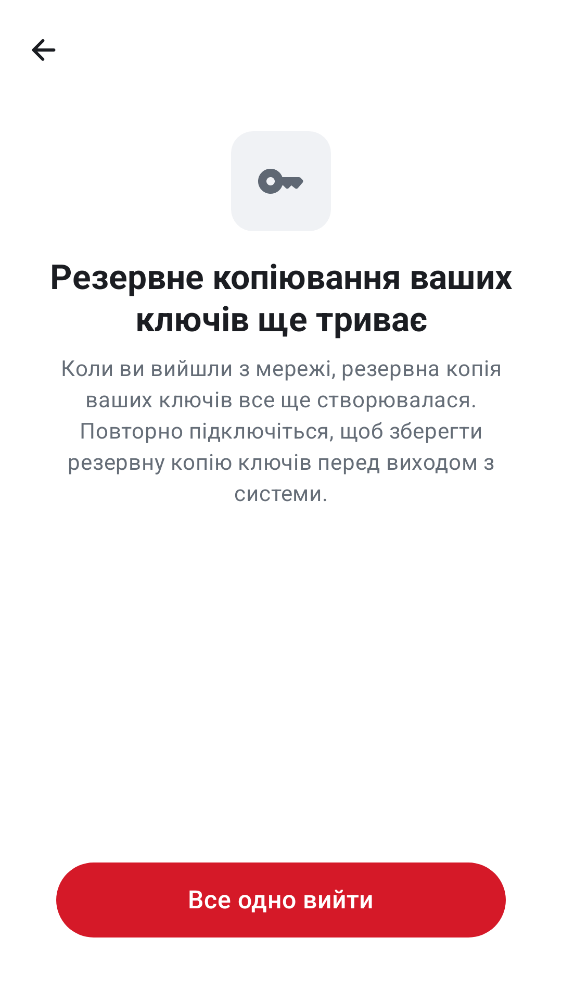 Резервне копіювання ваших
ключів ще триває
Коли ви вийшли з мережі, резервна копія
ваших ключів все ще створювалася.
Повторно підключіться, щоб зберегти
резервну копію ключів перед виходом з
системи.
Все одно вийти